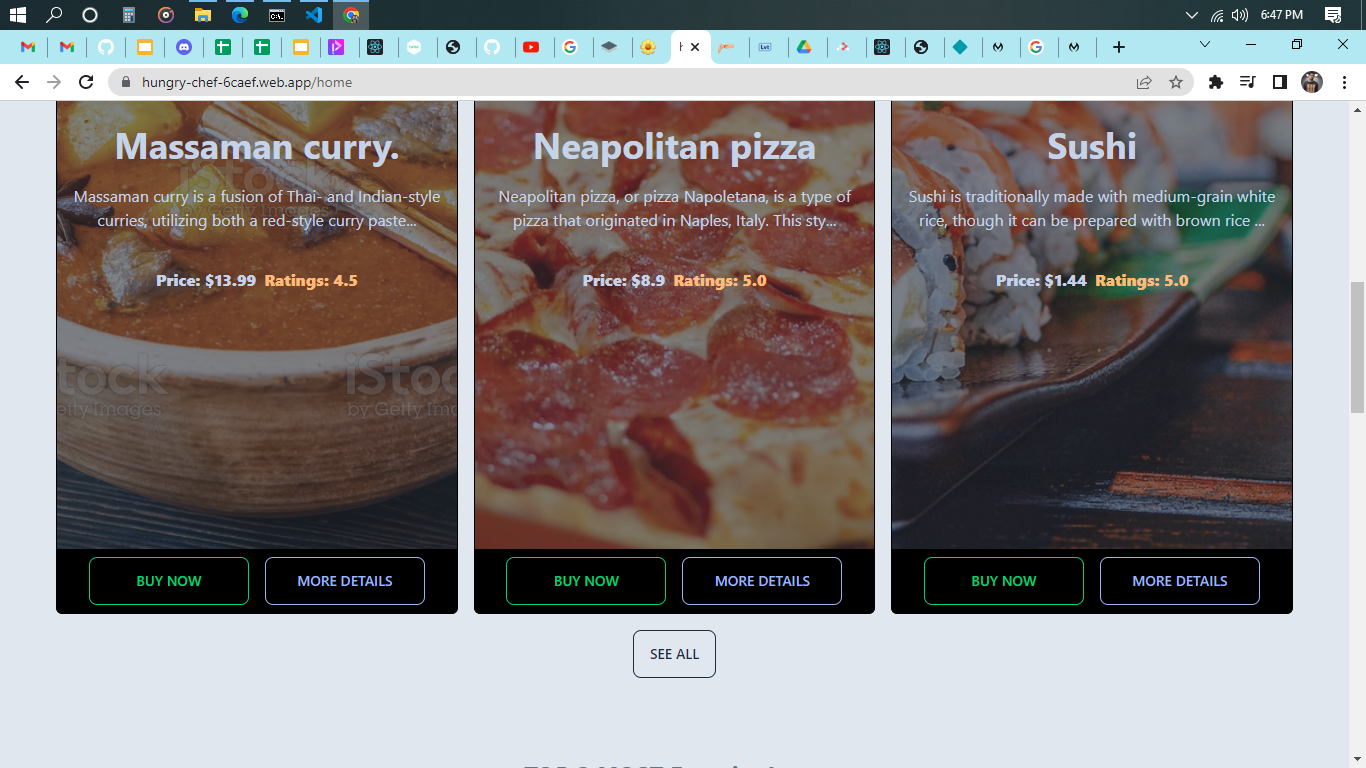 6:47 PM
Lvt
hungry-chef-6caef.web.app/home
Massaman curry.
Massaman curry is a fusion of Thai- and Indian-style
curries, utilizing both a red-style curry paste...
Price: $13.99 Ratings: 4.5
iStock
by Getty Images
BUY NOW
MORE DETAILS
Neapolitan pizza
Neapolitan pizza, or pizza Napoletana, is a type of
pizza that originated in Naples, Italy. This sty...
Price: $8.9 Ratings: 5.0
BUY NOW
MORE DETAILS
Sushi
Sushi is traditionally made with medium-grain white
rice, though it can be prepared with brown rice ...
Price: $1.44 Ratings: 5.0
BUY NOW
MORE DETAILS
SEE ALL